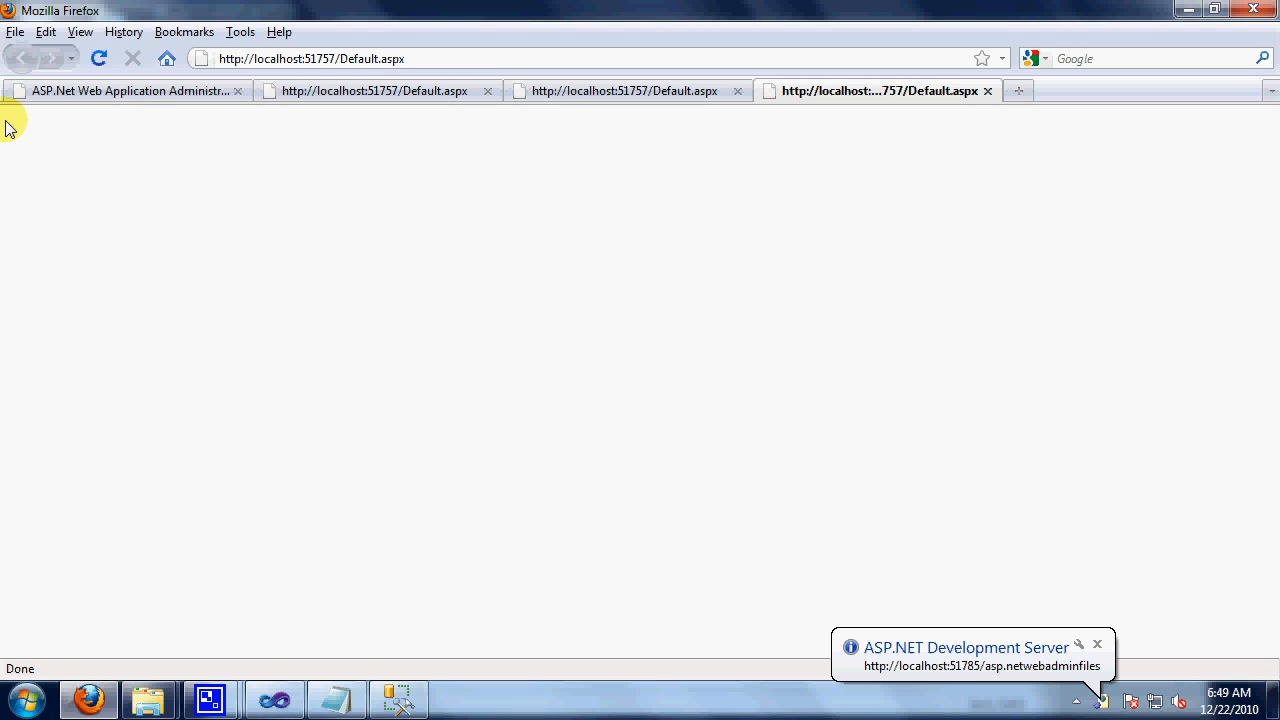 Mozilla Firefox
File Edit View History Bookmarks Tools Help
http://localhost:51757/Default.aspx
Google
ASP.Net Web Application Administr...
http://localhost:51757/Default.aspx
http://localhost:51757/Default.aspx
http://localhost:...757/Default.aspx
ASP.NET Development Server
http://localhost:51785/asp.netwebadminfiles
Done
6:49 AM
12/22/2010